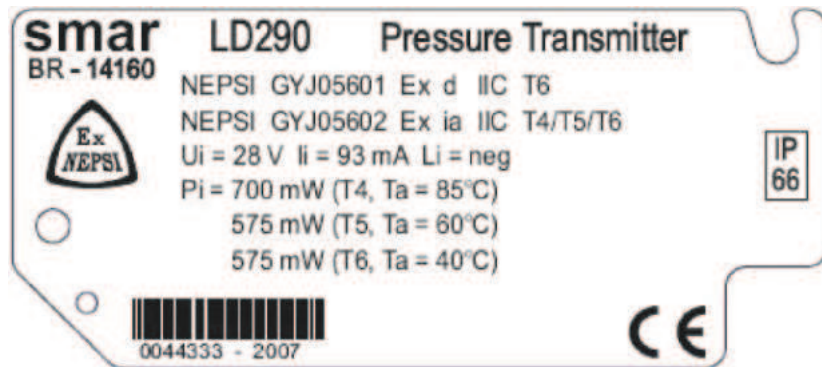 smar LD290 Pressure Transmitter
BR - 14160
NEPSI GYJ05601 Ex d IIC T6
NEPSI GYJ05602 Ex ia IIC T4/T5/T6
Ex
NEPSI
Ui = 28 V Ii = 93 mA Li = neg
IP
66
Pi = 700 mW (T4, Ta = 85°C)
575 mW (T5, Ta = 60°C)
575 mW (T6, Ta = 40°C)
0044333 - 2007
CE